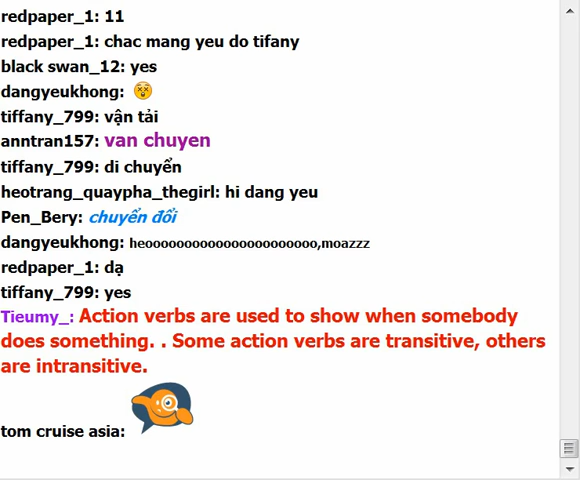 redpaper_1: 11
redpaper_1: chac mang yeu do tifany
black swan_12: yes
dangyeukhong:
tiffany_799: vận tải
anntran157: van chuyen
tiffany_799: di chuyển
heotrang_quaypha_thegirl: hi dang yeu
Pen_Bery: chuyển đổi
dangyeukhong: heooooooooooooooooooooooo,moazzz
redpaper_1: dạ
tiffany_799: yes
Tieumy_: Action verbs are used to show when somebody
does something. . Some action verbs are transitive, others
are intransitive.
tom cruise asia: